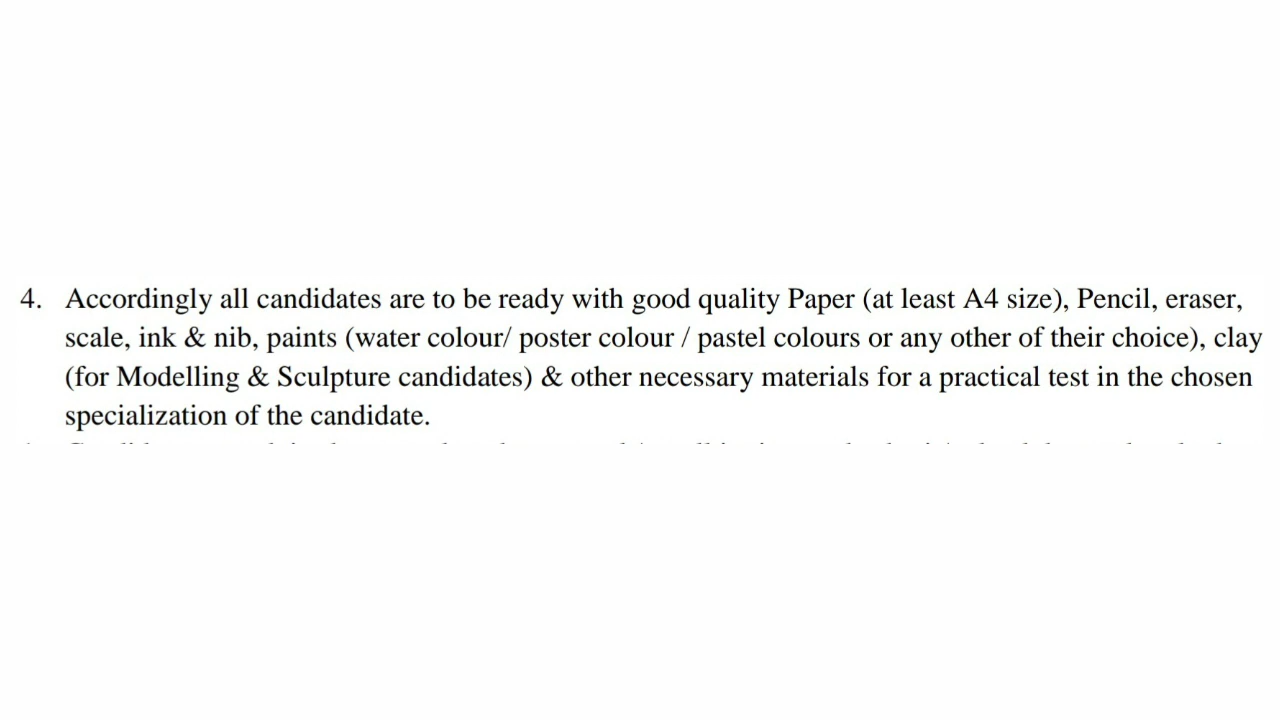 4. Accordingly all candidates are to be ready with good quality Paper (at least A4 size), Pencil, eraser,
scale, ink & nib, paints (water colour/ poster colour / pastel colours or any other of their choice), clay
(for Modelling & Sculpture candidates) & other necessary materials for a practical test in the chosen
specialization of the candidate.